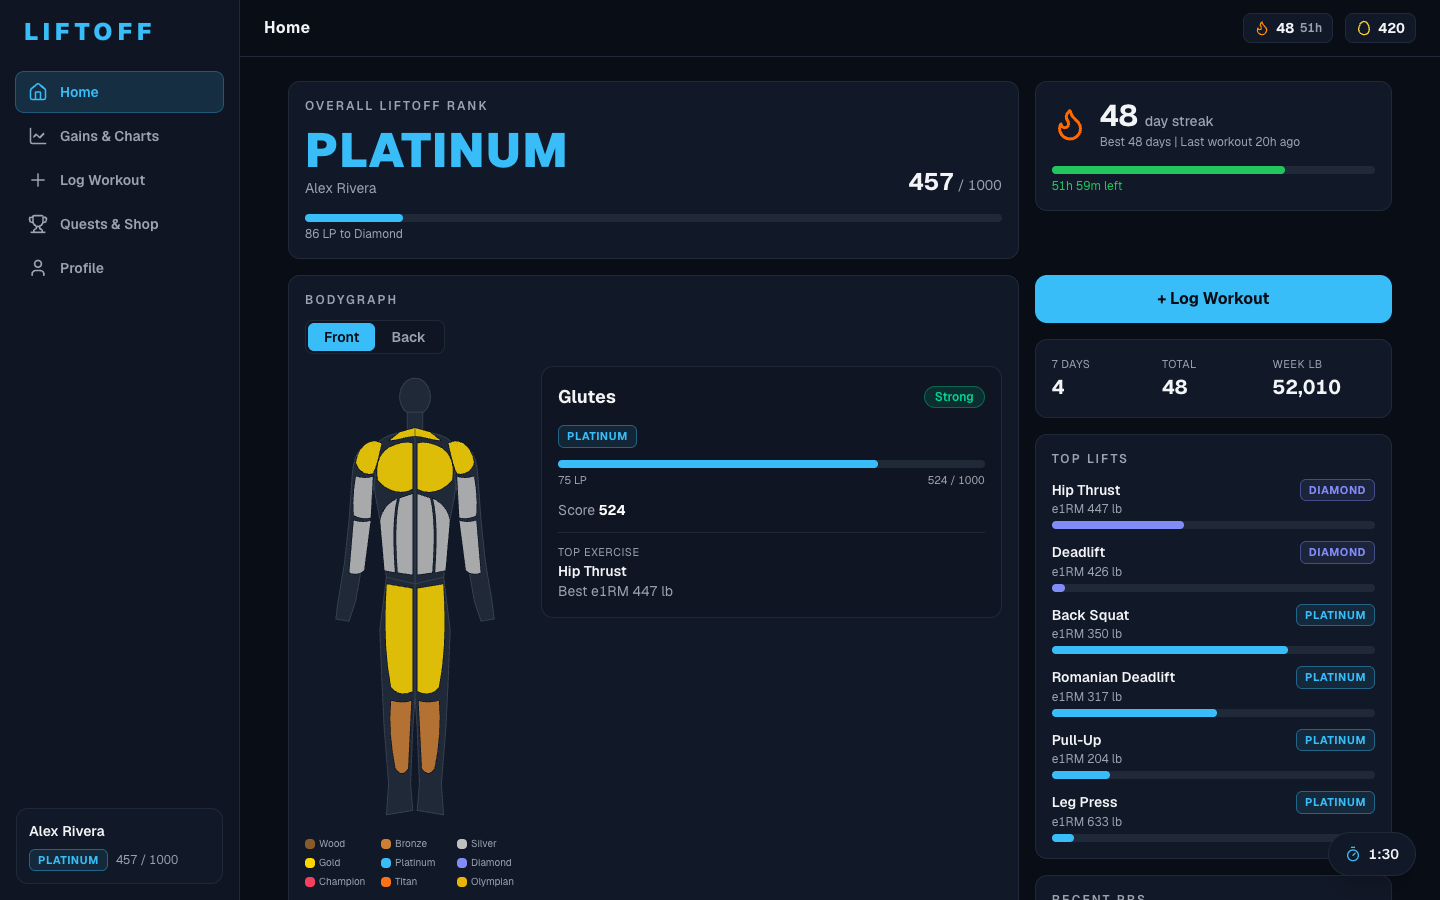 LIFTOFF
Home
Gains & Charts
Log Workout
Quests & Shop
Profile
Alex Rivera
PLATINUM 457 / 1000
Home
48 51h
420
OVERALL LIFTOFF RANK
PLATINUM
Alex Rivera
457 / 1000
86 LP to Diamond
48 day streak
Best 48 days | Last workout 20h ago
51h 59m left
BODYGRAPH
Front Back
Glutes
Strong
PLATINUM
75 LP 524 / 1000
Score 524
TOP EXERCISE
Hip Thrust
Best e1RM 447 lb
Wood Bronze Silver
Gold Platinum Diamond
Champion Titan Olympian
+ Log Workout
7 DAYS TOTAL WEEK LB
4 48 52,010
TOP LIFTS
Hip Thrust DIAMOND
e1RM 447 lb
Deadlift DIAMOND
e1RM 426 lb
Back Squat PLATINUM
e1RM 350 lb
Romanian Deadlift PLATINUM
e1RM 317 lb
Pull-Up PLATINUM
e1RM 204 lb
Leg Press PLATINUM
e1RM 633 lb
1:30
RECENT PRS